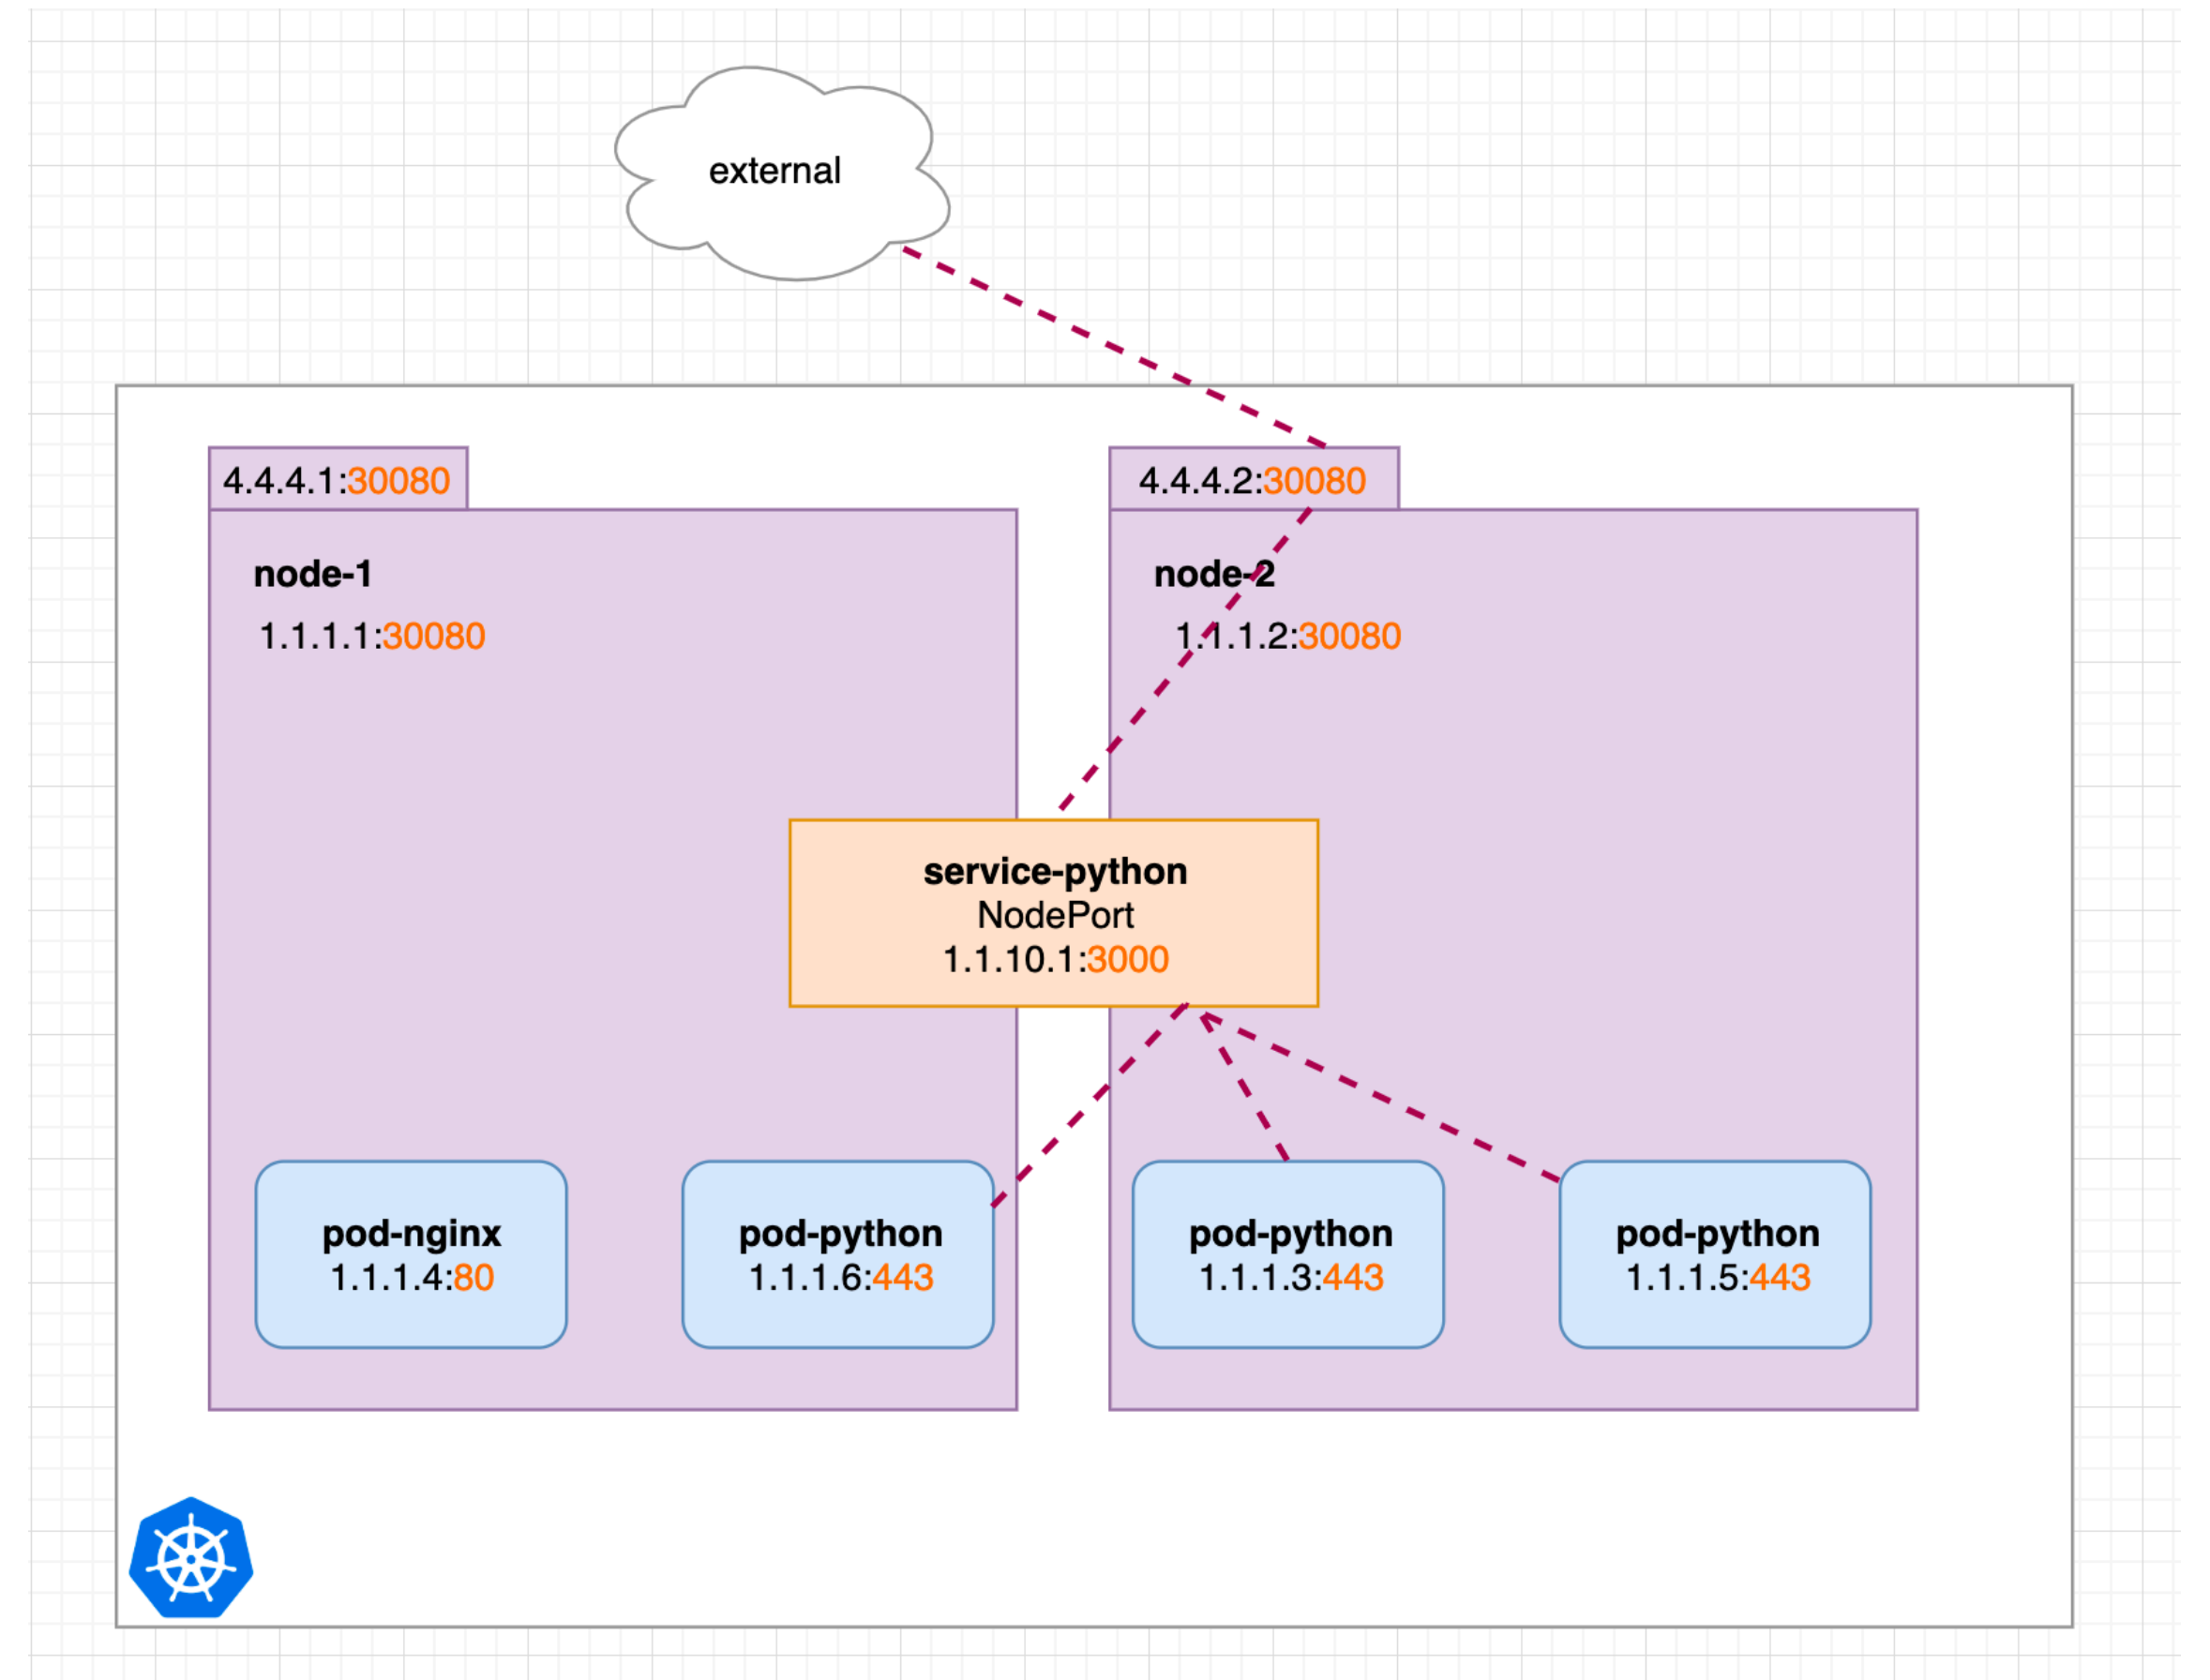 external
4.4.4.1:30080
4.4.4.2:30080
node-1
1.1.1.1:30080
node-2
1.1.1.2:30080
service-python
NodePort
1.1.10.1:3000
pod-nginx
1.1.1.4:80
pod-python
1.1.1.6:443
pod-python
1.1.1.3:443
pod-python
1.1.1.5:443